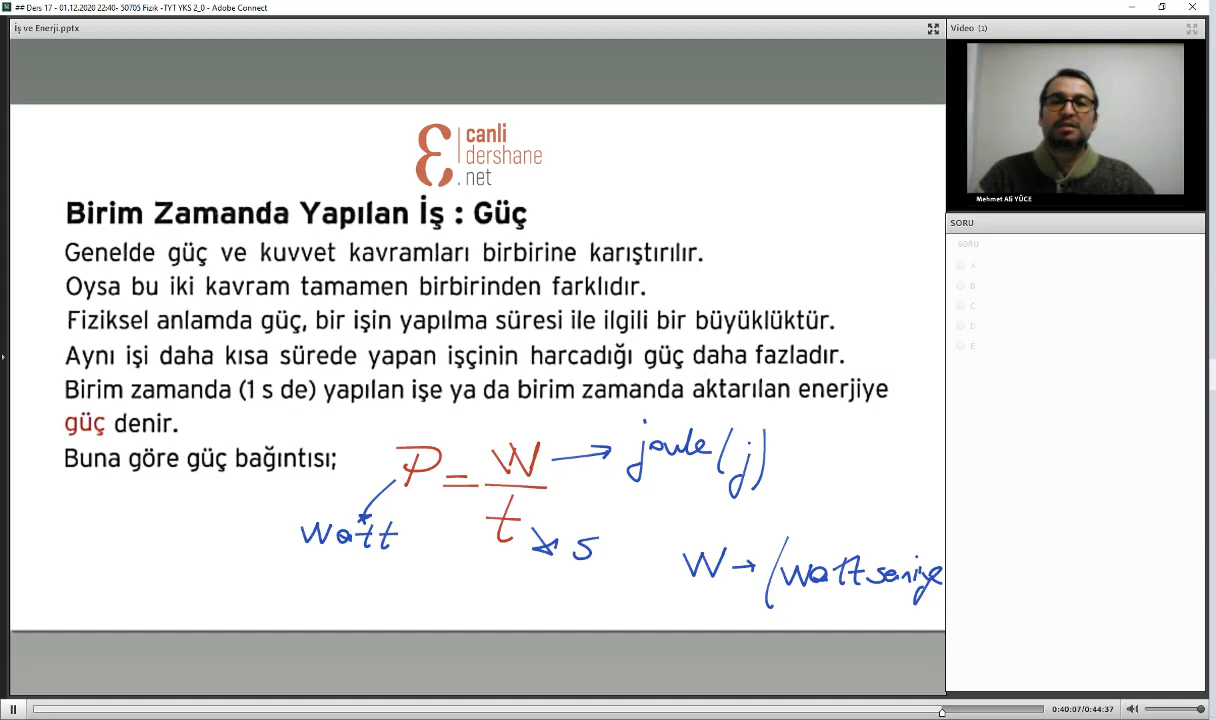 ## Ders 17 - 01.12.2020 22:40- 50705 Fizik -TYT YKS 2_0 - Adobe Connect
İş ve Enerji.pptx
Video (1)
canli
dershane
.net
Mehmet Ali YÜCE
SORU
SORU
A
B
C
D
E
Birim Zamanda Yapılan İş : Güç
Genelde güç ve kuvvet kavramları birbirine karıştırılır.
Oysa bu iki kavram tamamen birbirinden farklıdır.
Fiziksel anlamda güç, bir işin yapılma süresi ile ilgili bir büyüklüktür.
Aynı işi daha kısa sürede yapan işçinin harcadığı güç daha fazladır.
Birim zamanda (1 s de) yapılan işe ya da birim zamanda aktarılan enerjiye
güç denir.
Buna göre güç bağıntısı;
P = W / t
joule (j)
watt
s
W → (watt saniye
0:40:07/0:44:37